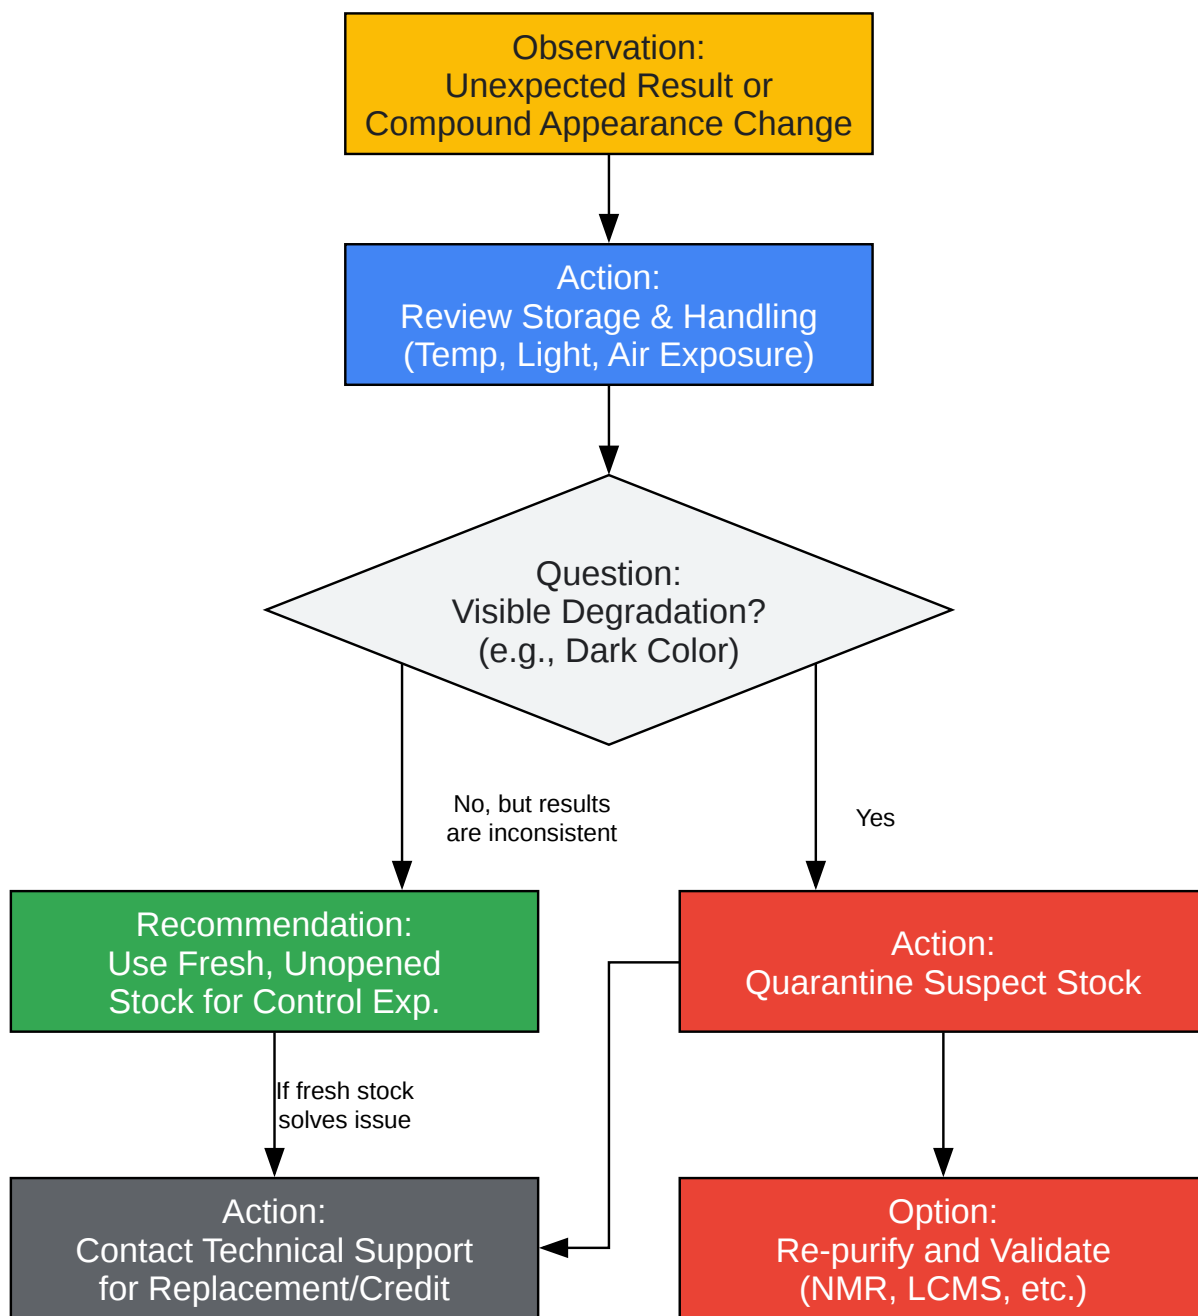 Observation:
Unexpected Result or
Compound Appearance Change
Action:
Review Storage & Handling
(Temp, Light, Air Exposure)
Question:
Visible Degradation?
(e.g., Dark Color)
No, but results
are inconsistent
Yes
Recommendation:
Use Fresh, Unopened
Stock for Control Exp.
Action:
Quarantine Suspect Stock
If fresh stock
solves issue
Action:
Contact Technical Support
for Replacement/Credit
Option:
Re-purify and Validate
(NMR, LCMS, etc.)